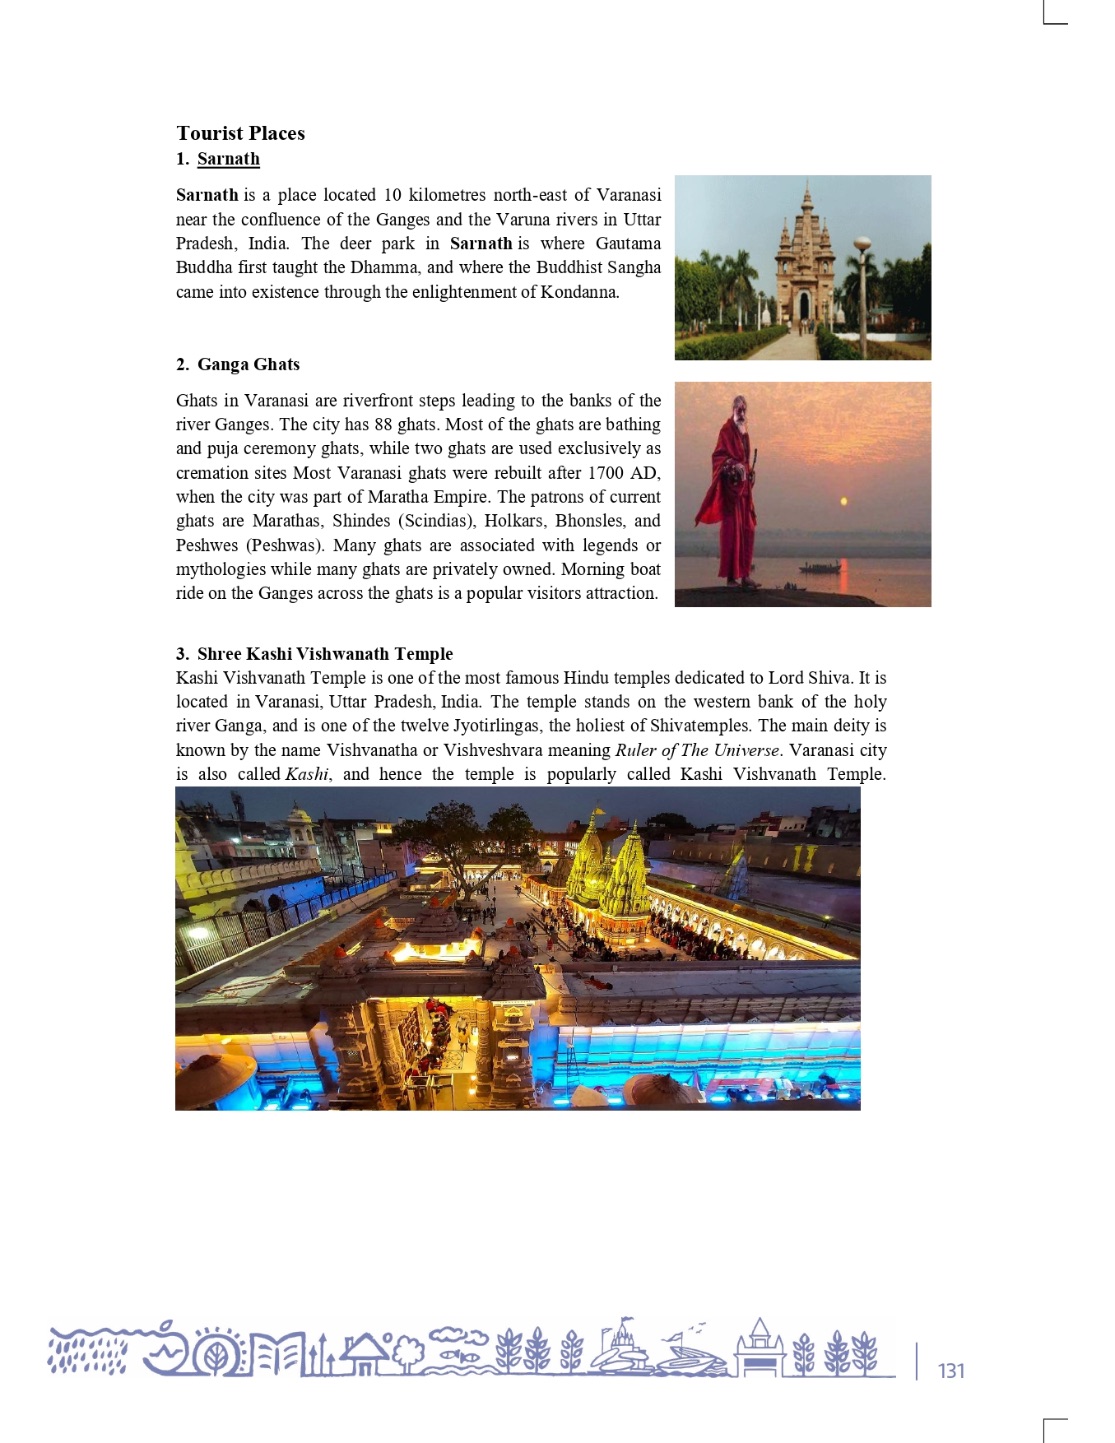 Tourist Places
1. Sarnath
Sarnath is a place located 10 kilometres north-east of Varanasi
near the confluence of the Ganges and the Varuna rivers in Uttar
Pradesh, India. The deer park in Sarnath is where Gautama
Buddha first taught the Dhamma, and where the Buddhist Sangha
came into existence through the enlightenment of Kondanna.
2. Ganga Ghats
Ghats in Varanasi are riverfront steps leading to the banks of the
river Ganges. The city has 88 ghats. Most of the ghats are bathing
and puja ceremony ghats, while two ghats are used exclusively as
cremation sites Most Varanasi ghats were rebuilt after 1700 AD,
when the city was part of Maratha Empire. The patrons of current
ghats are Marathas, Shindes (Scindias), Holkars, Bhonsles, and
Peshwes (Peshwas). Many ghats are associated with legends or
mythologies while many ghats are privately owned. Morning boat
ride on the Ganges across the ghats is a popular visitors attraction.
3. Shree Kashi Vishwanath Temple
Kashi Vishvanath Temple is one of the most famous Hindu temples dedicated to Lord Shiva. It is
located in Varanasi, Uttar Pradesh, India. The temple stands on the western bank of the holy
river Ganga, and is one of the twelve Jyotirlingas, the holiest of Shivatemples. The main deity is
known by the name Vishvanatha or Vishveshvara meaning Ruler of The Universe. Varanasi city
is also called Kashi, and hence the temple is popularly called Kashi Vishvanath Temple.
131